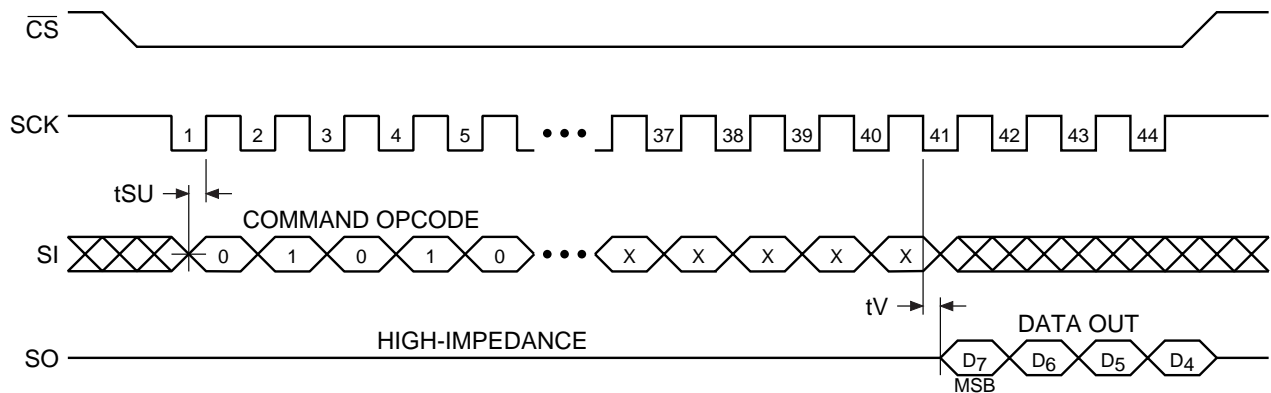 CS
SCK 1 2 3 4 5 ••• 37 38 39 40 41 42 43 44
tSU
COMMAND OPCODE
SI 0 1 0 1 0 ••• X X X X X
tV
HIGH-IMPEDANCE
DATA OUT
SO D7 D6 D5 D4
MSB